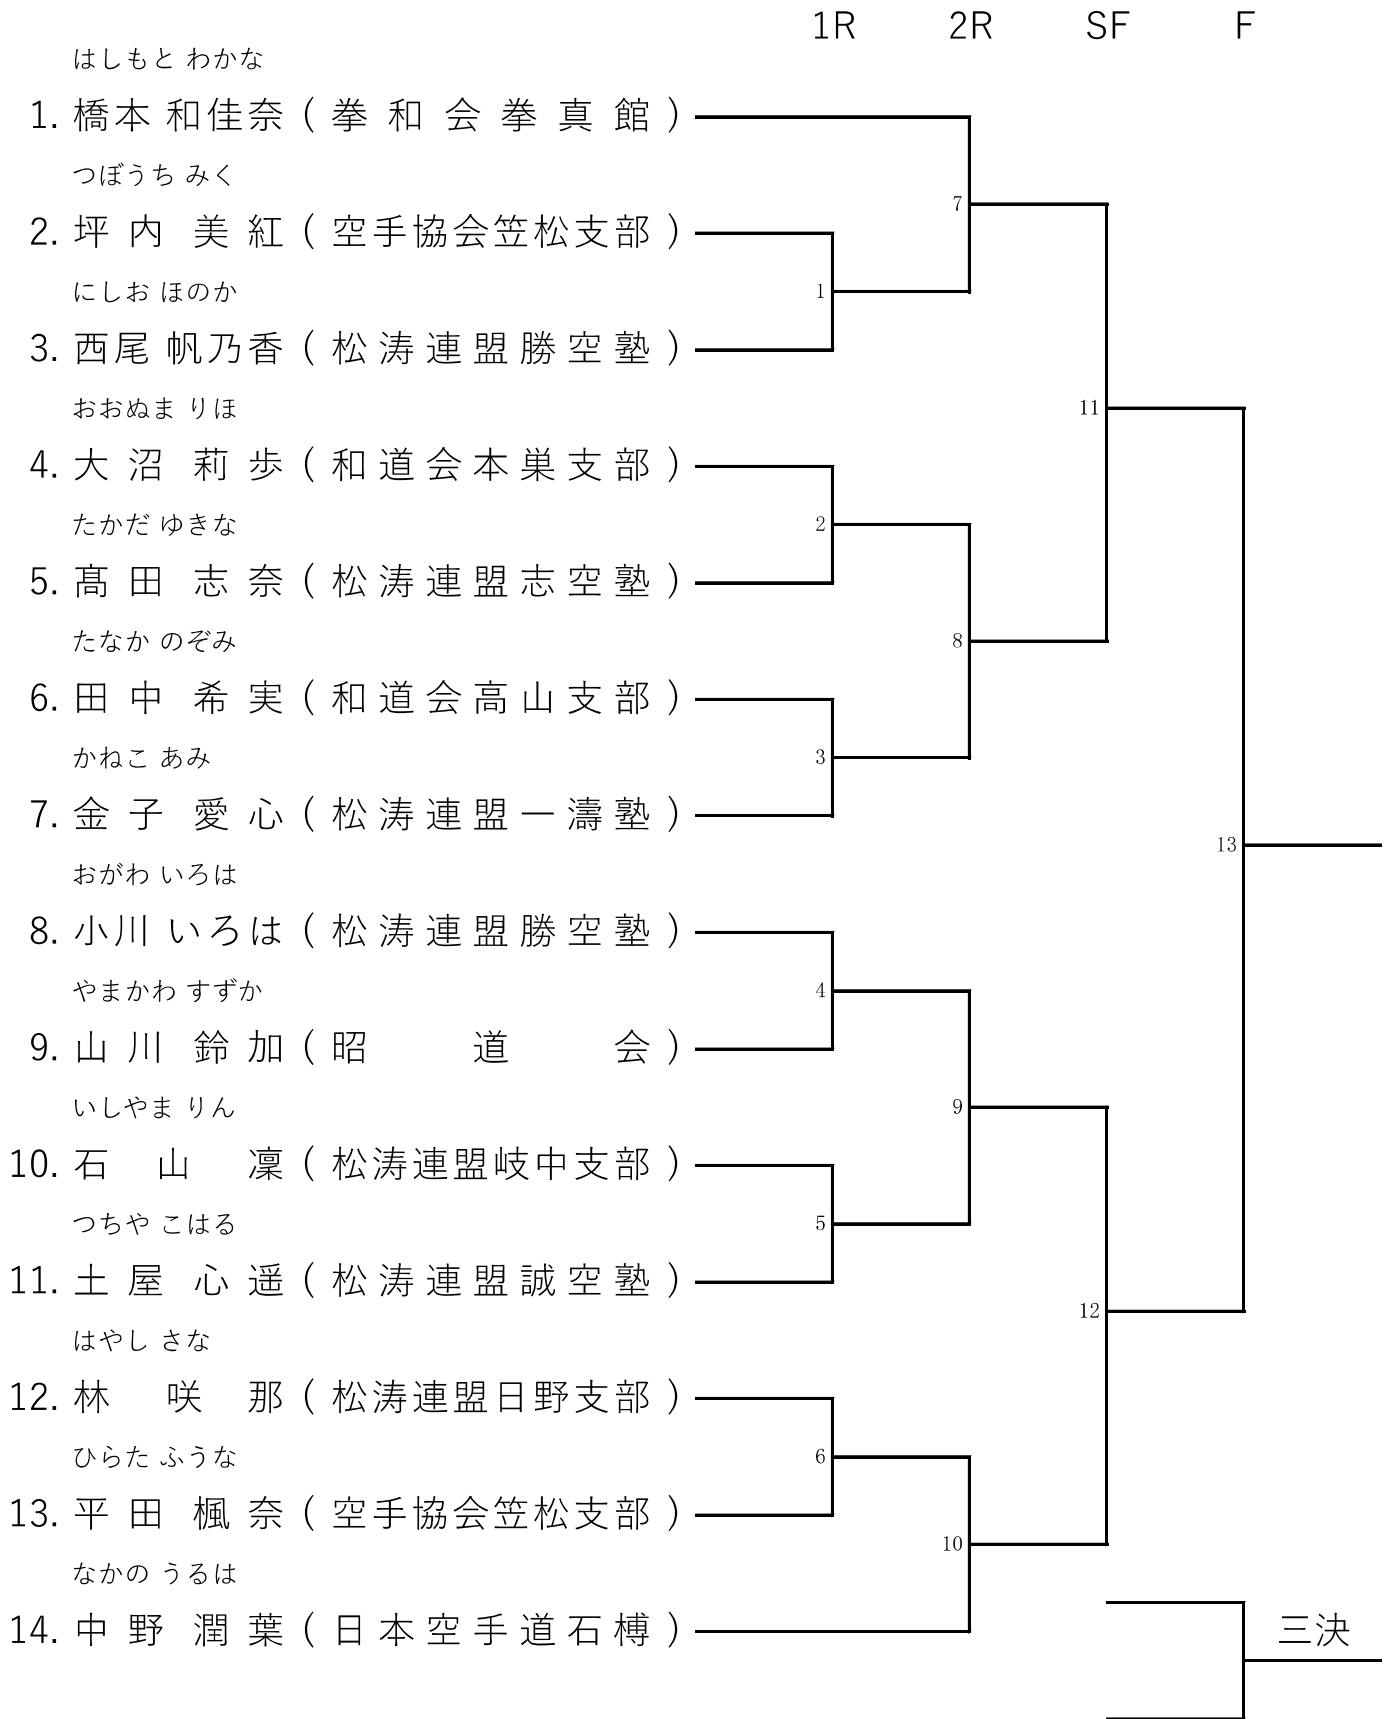 1R 2R SF F
はしもと わかな
1. 橋本 和佳奈 ( 拳和会拳真館 )
つぼうち みく
7
2. 坪内 美紅 ( 空手協会笠松支部 )
にしお ほのか
1
3. 西尾 帆乃香 ( 松涛連盟勝空塾 )
おおぬま りほ
11
4. 大沼 莉歩 ( 和道会本巣支部 )
たかだ ゆきな
2
5. 髙田 志奈 ( 松涛連盟志空塾 )
たなか のぞみ
8
6. 田中 希実 ( 和道会高山支部 )
かねこ あみ
3
7. 金子 愛心 ( 松涛連盟一濤塾 )
13
おがわ いろは
8. 小川 いろは ( 松涛連盟勝空塾 )
やまかわ すずか
4
9. 山川 鈴加 ( 昭道会 )
いしやま りん
9
10. 石山 凜 ( 松涛連盟岐中支部 )
つちや こはる
5
11. 土屋 心遥 ( 松涛連盟誠空塾 )
12
はやし さな
12. 林 咲那 ( 松涛連盟日野支部 )
ひらた ふうな
6
13. 平田 楓奈 ( 空手協会笠松支部 )
10
なかの うるは
14. 中野 潤葉 ( 日本空手道石榑 )
三決